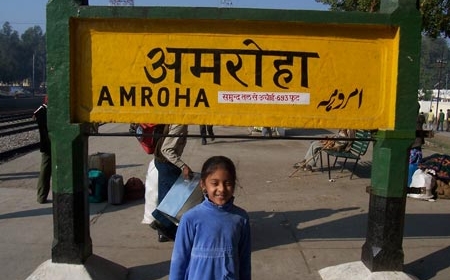 अमरोहा
AMROHA
समुन्द्र तल से ऊंचाई-693 फुट
امروہہ